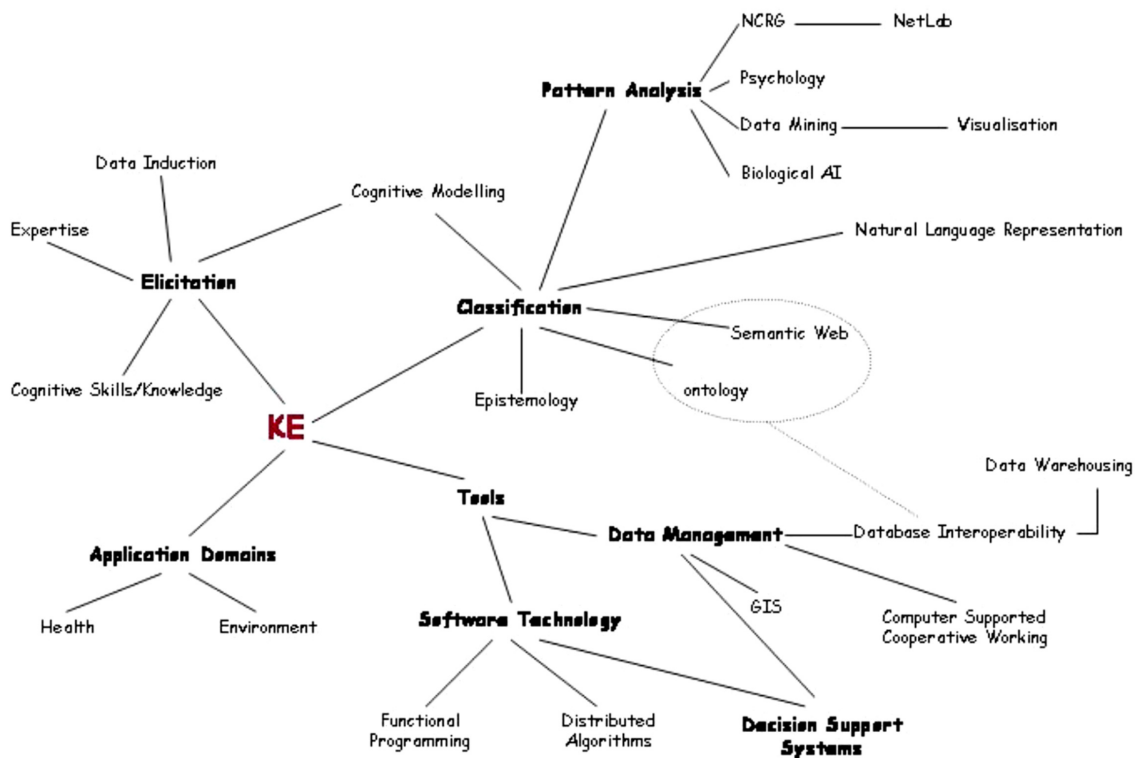 NCRG NetLab
Psychology
Pattern Analysis
Data Mining Visualisation
Biological AI
Data Induction
Cognitive Modelling
Expertise
Natural Language Representation
Elicitation
Classification
Semantic Web
Cognitive Skills/Knowledge
ontology
Epistemology
KE
Data Warehousing
Tools
Data Management
Database Interoperability
Application Domains
GIS
Health
Environment
Software Technology
Computer Supported
Cooperative Working
Functional
Programming
Distributed
Algorithms
Decision Support
Systems